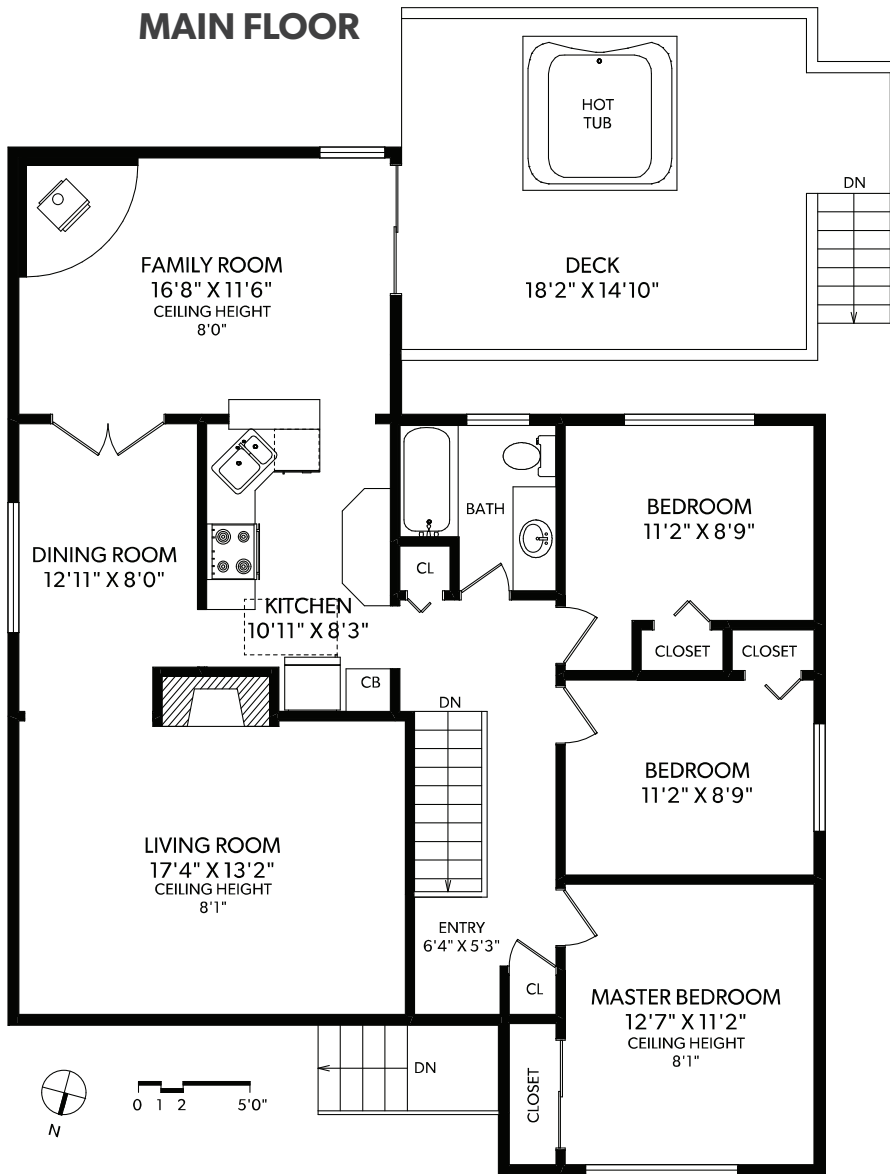 MAIN FLOOR
HOT
TUB
DN
FAMILY ROOM
16'8" X 11'6"
CEILING HEIGHT
8'0"
DECK
18'2" X 14'10"
BATH
BEDROOM
11'2" X 8'9"
DINING ROOM
12'11" X 8'0"
CL
KITCHEN
10'11" X 8'3"
CLOSET
CLOSET
CB
DN
BEDROOM
11'2" X 8'9"
LIVING ROOM
17'4" X 13'2"
CEILING HEIGHT
8'1"
ENTRY
6'4" X 5'3"
CL
MASTER BEDROOM
12'7" X 11'2"
CEILING HEIGHT
8'1"
DN
CLOSET
N
0 1 2 5'0"